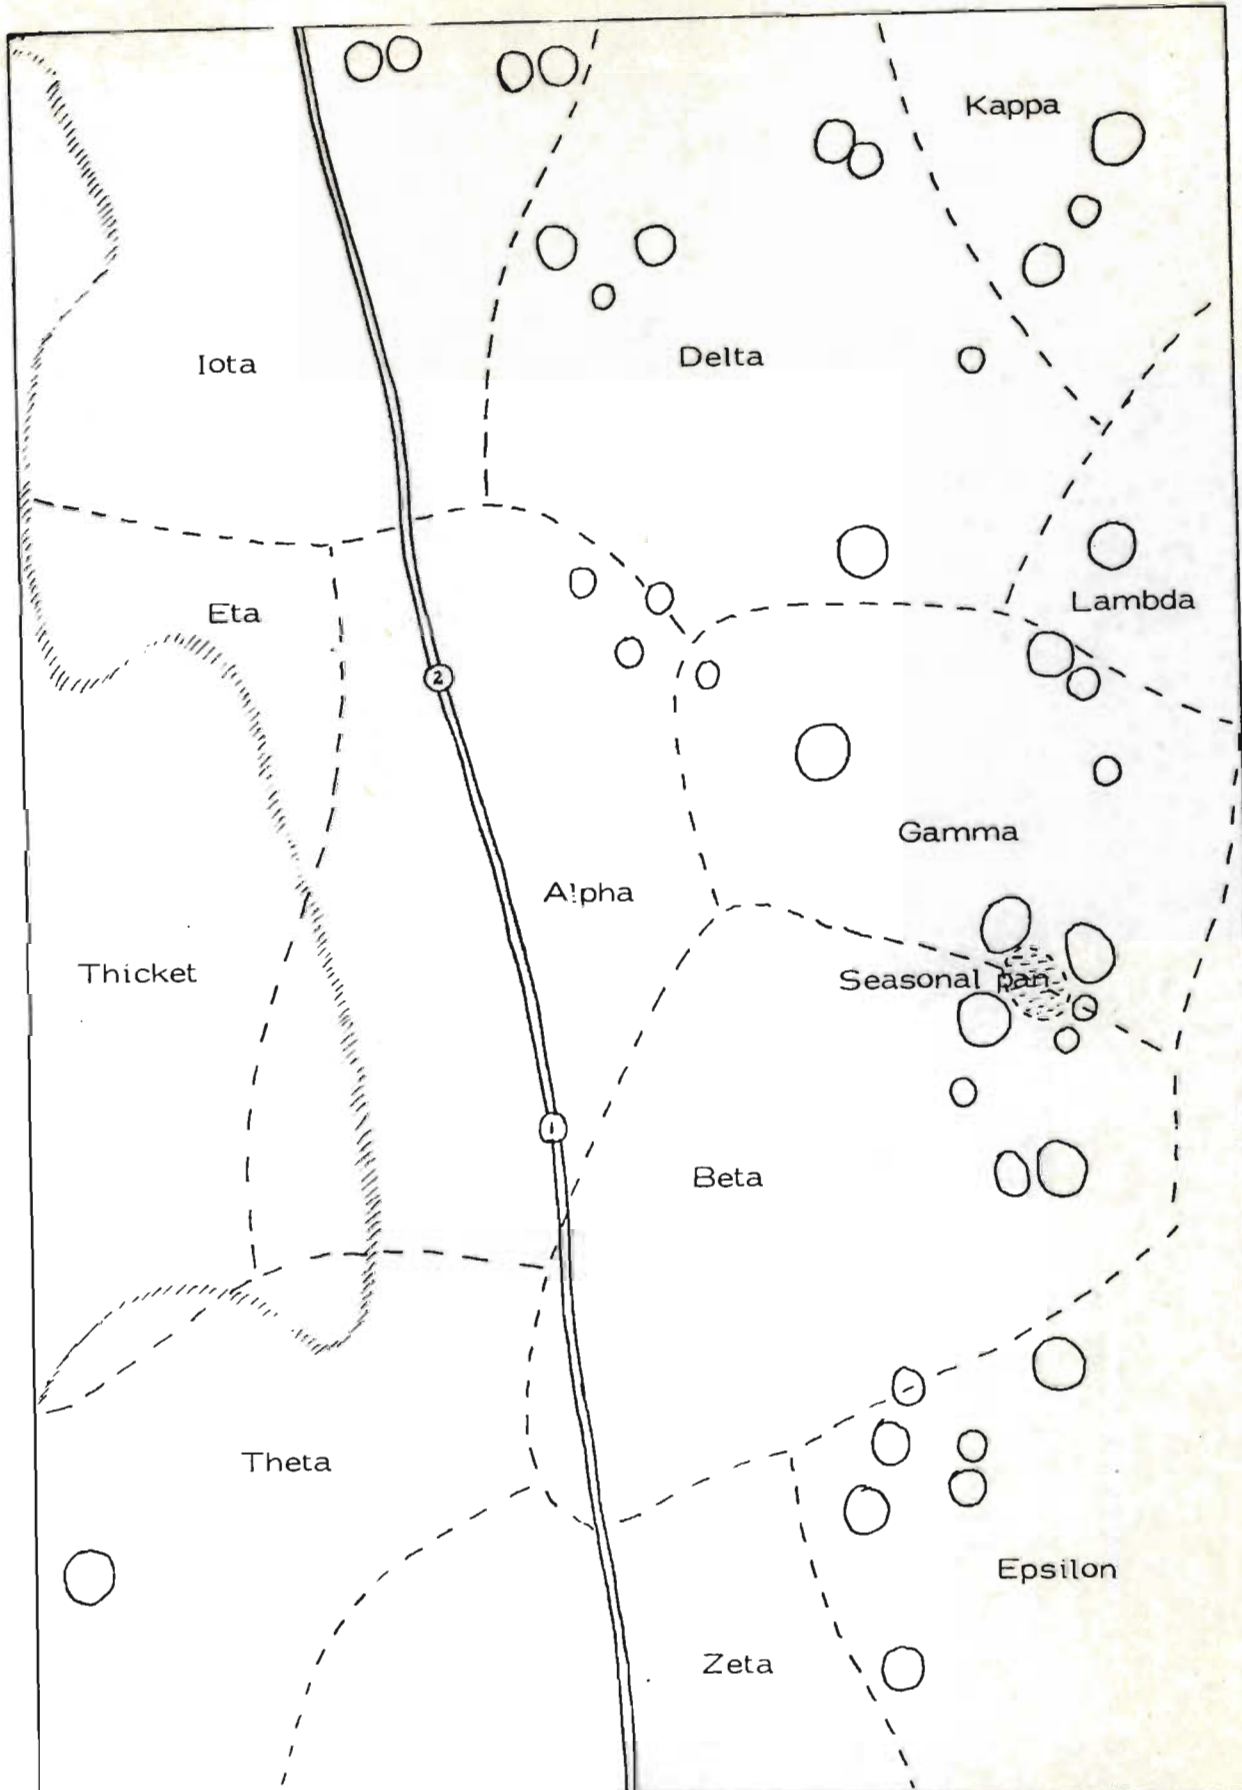 Kappa
Iota
Delta
Eta
Lambda
2
Gamma
Alpha
Thicket
Seasonal pan
1
Beta
Theta
Epsilon
Zeta